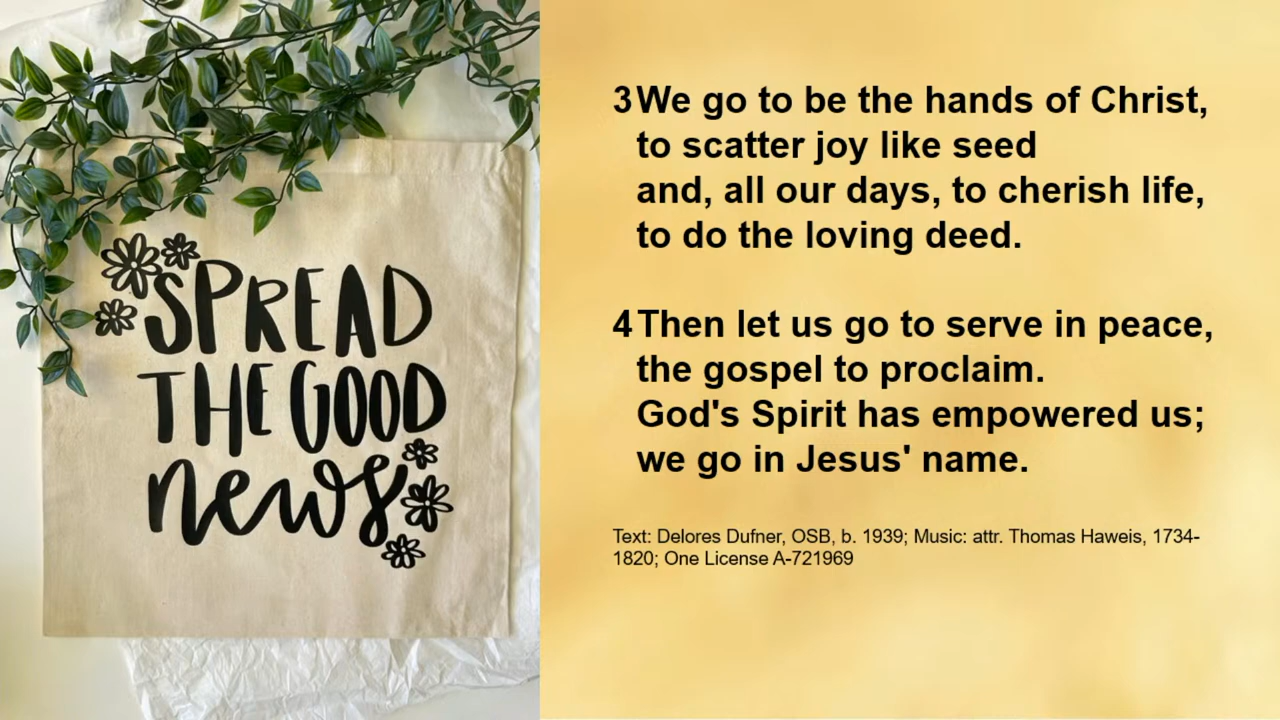 SPREAD
THE GOOD
news
3 We go to be the hands of Christ,
to scatter joy like seed
and, all our days, to cherish life,
to do the loving deed.
4 Then let us go to serve in peace,
the gospel to proclaim.
God's Spirit has empowered us;
we go in Jesus' name.
Text: Delores Dufner, OSB, b. 1939; Music: attr. Thomas Haweis, 1734-
1820; One License A-721969